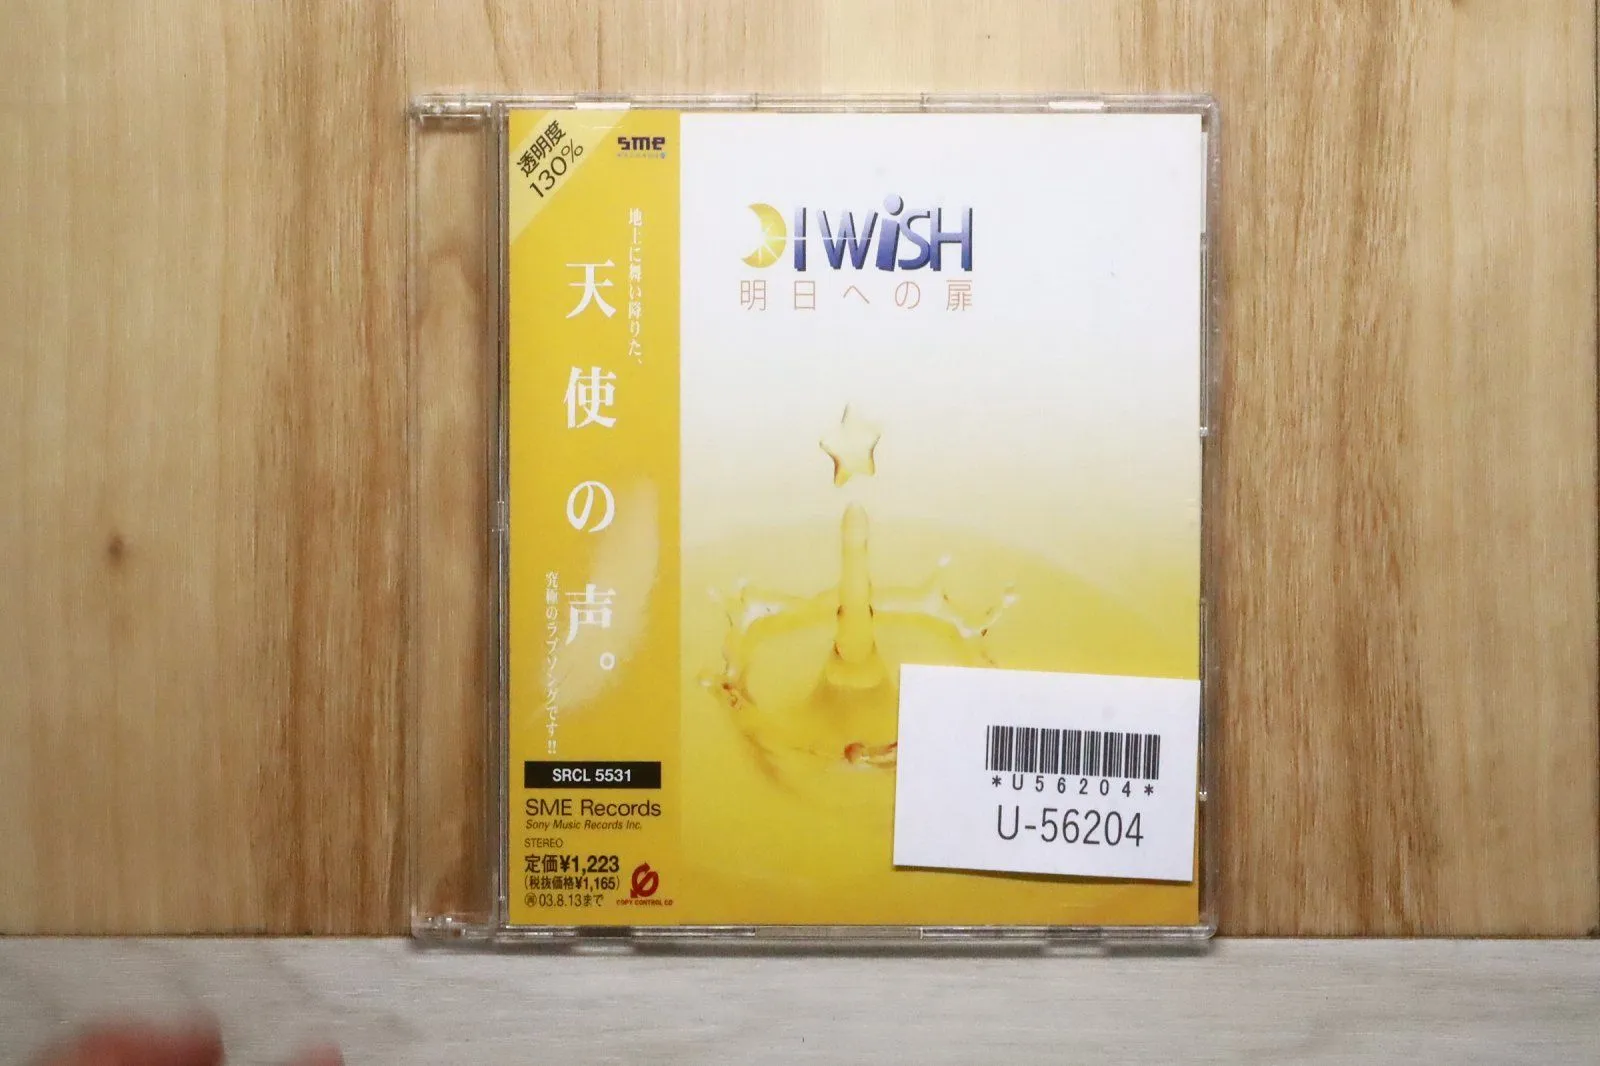 透明度
130%
sme
地上に舞い降りた、
天使の声。
究極のラブソングです!!
SRCL 5531
SME Records
Sony Music Records Inc.
STEREO
定価¥1,223
(税抜価格¥1,165)
再03.8.13まで
COPY CONTROL CD
I WiSH
明日への扉
*U56204*
U-56204